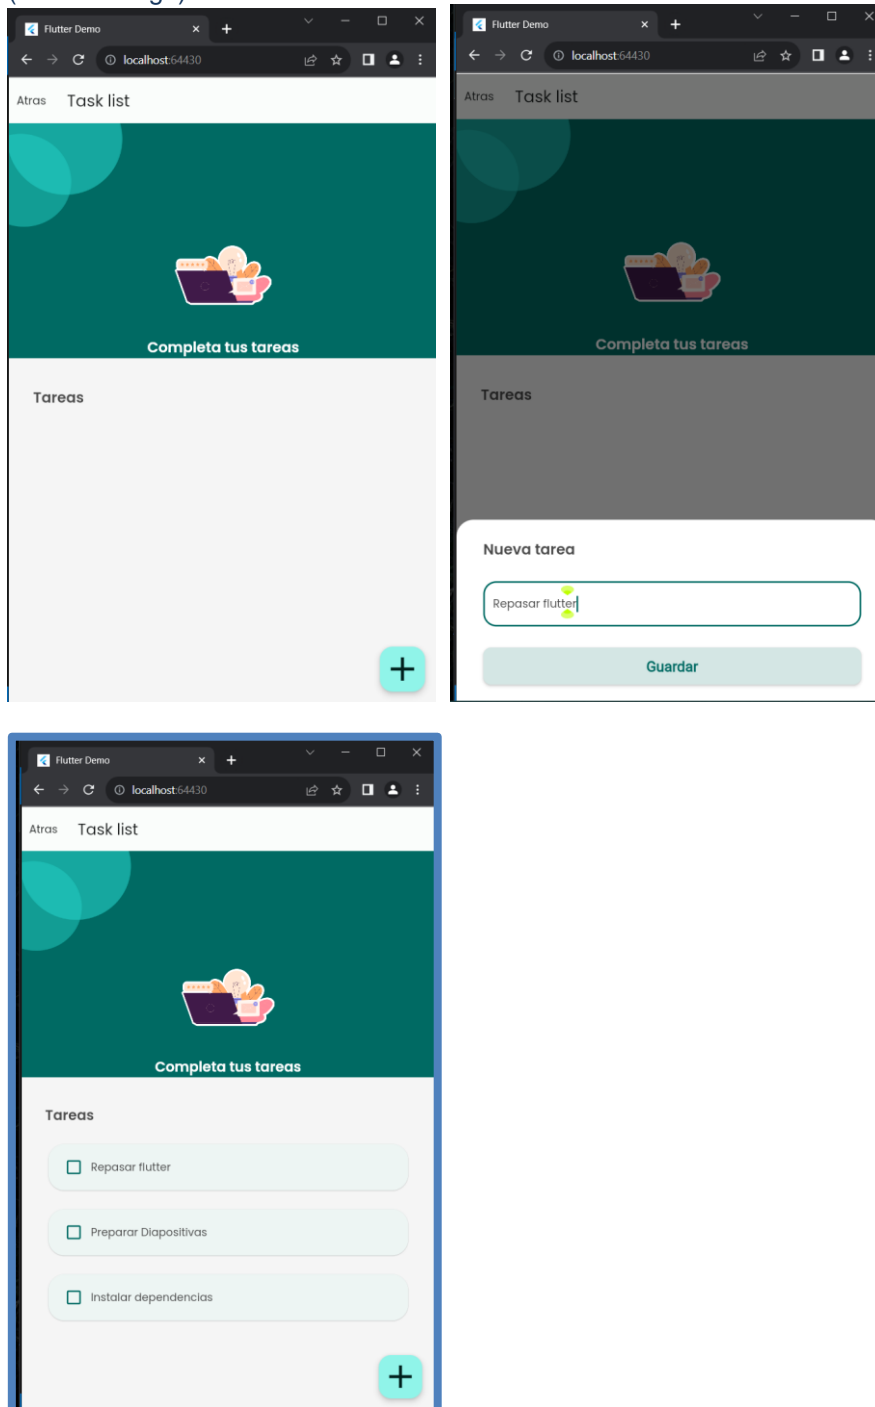 Flutter Demo
localhost:64430
Atras Task list
Completa tus tareas
Tareas
Flutter Demo
localhost:64430
Atras Task list
Completa tus tareas
Tareas
Nueva tarea
Repasar flutter
Guardar
Flutter Demo
localhost:64430
Atras Task list
Completa tus tareas
Tareas
Repasar flutter
Preparar Diapositivas
Instalar dependencias